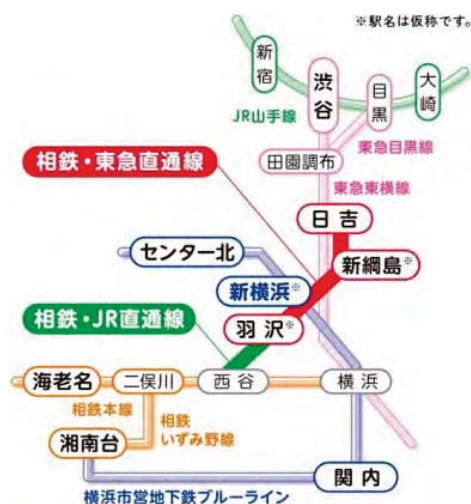 ※駅名は仮称です。
新宿
渋谷
目黒
大崎
JR山手線
田園調布
東急目黒線
相鉄・東急直通線
東急東横線
日吉
センター北
新綱島※
新横浜※
相鉄・JR直通線
羽沢※
海老名
二俣川
西谷
横浜
相鉄本線
相鉄
いずみ野線
湘南台
関内
横浜市営地下鉄ブルーライン